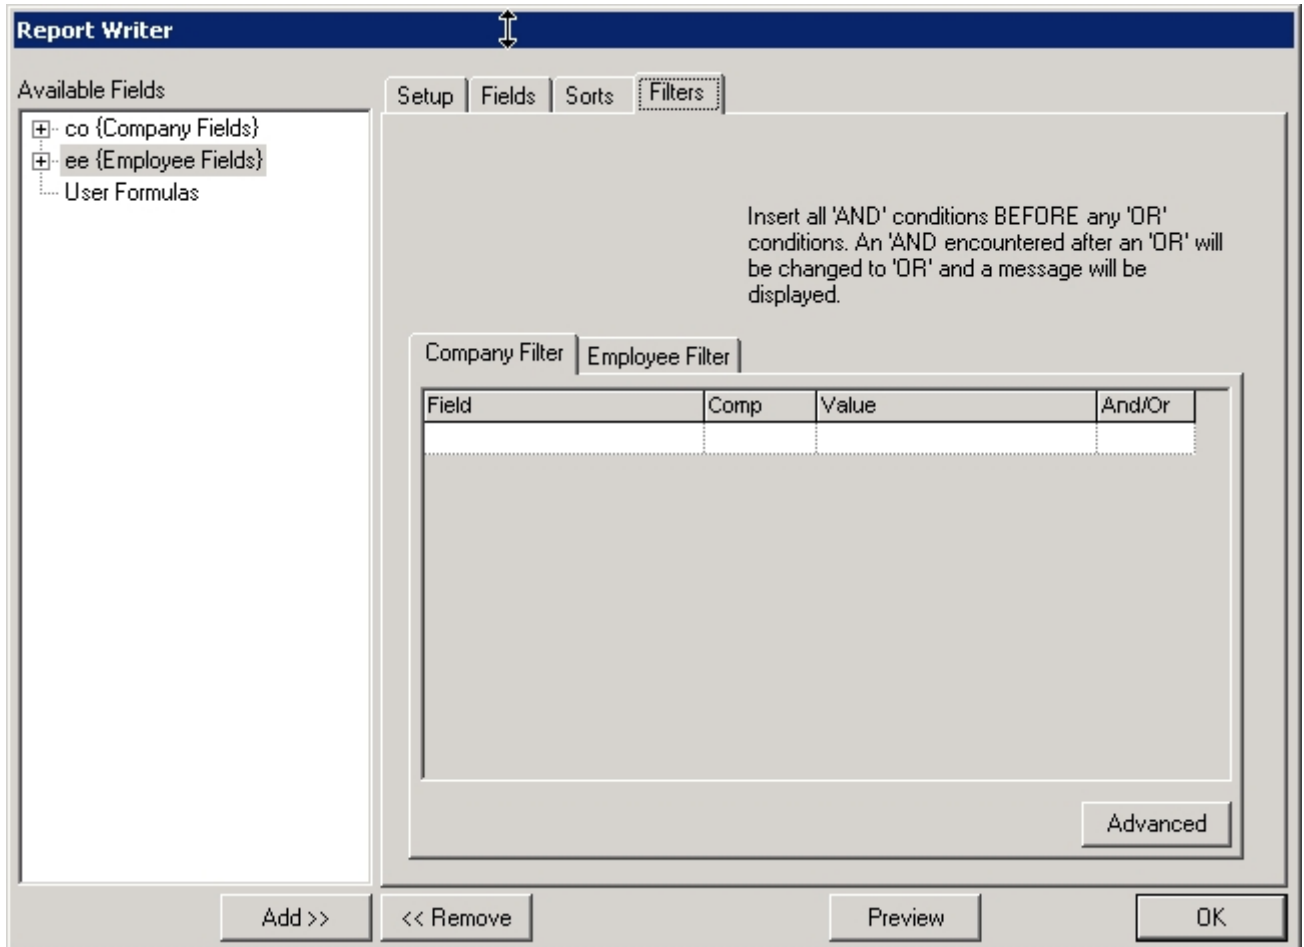 Report Writer
Available Fields
Setup Fields Sorts Filters
co {Company Fields}
ee {Employee Fields}
User Formulas
Insert all 'AND' conditions BEFORE any 'OR'
conditions. An 'AND encountered after an 'OR' will
be changed to 'OR' and a message will be
displayed.
Company Filter Employee Filter
Field Comp Value And/Or
Advanced
Add >> << Remove Preview OK